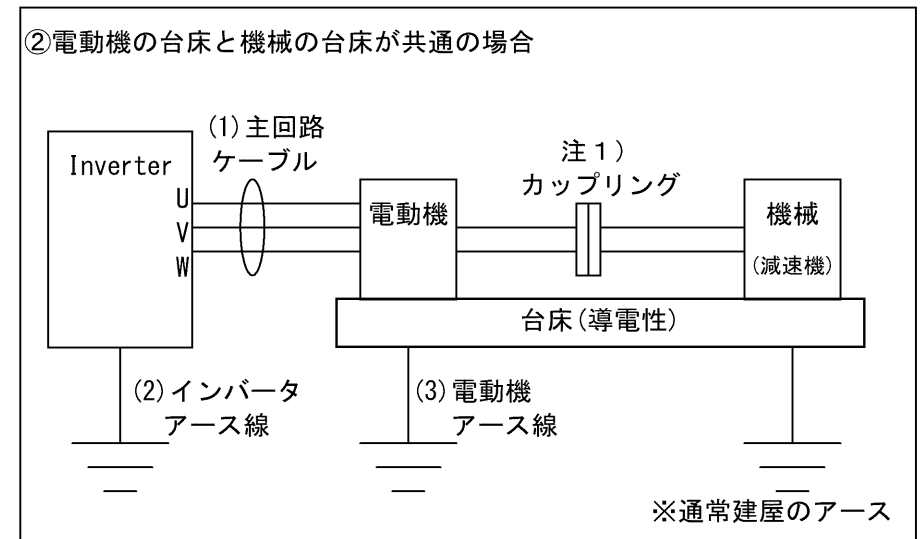 ②電動機の台床と機械の台床が共通の場合
(1)主回路
ケーブル
注１)
カップリング
Inverter
U
V
W
電動機
機械
(減速機)
台床(導電性)
(2)インバータ
アース線
(3)電動機
アース線
※通常建屋のアース